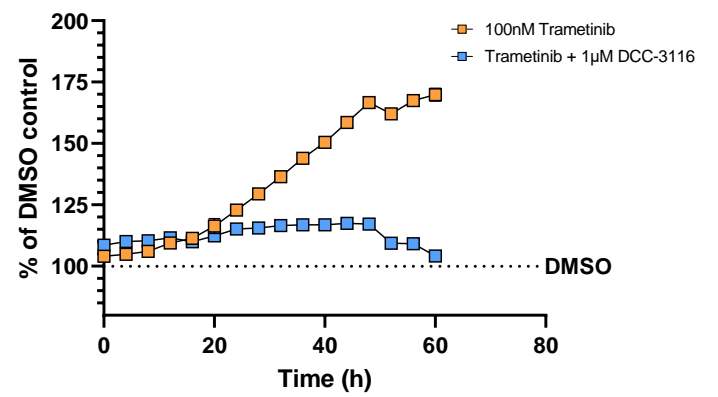 100nM Trametinib
Trametinib + 1µM DCC-3116
% of DMSO control
200
175
150
125
100
DMSO
0 20 40 60 80
Time (h)